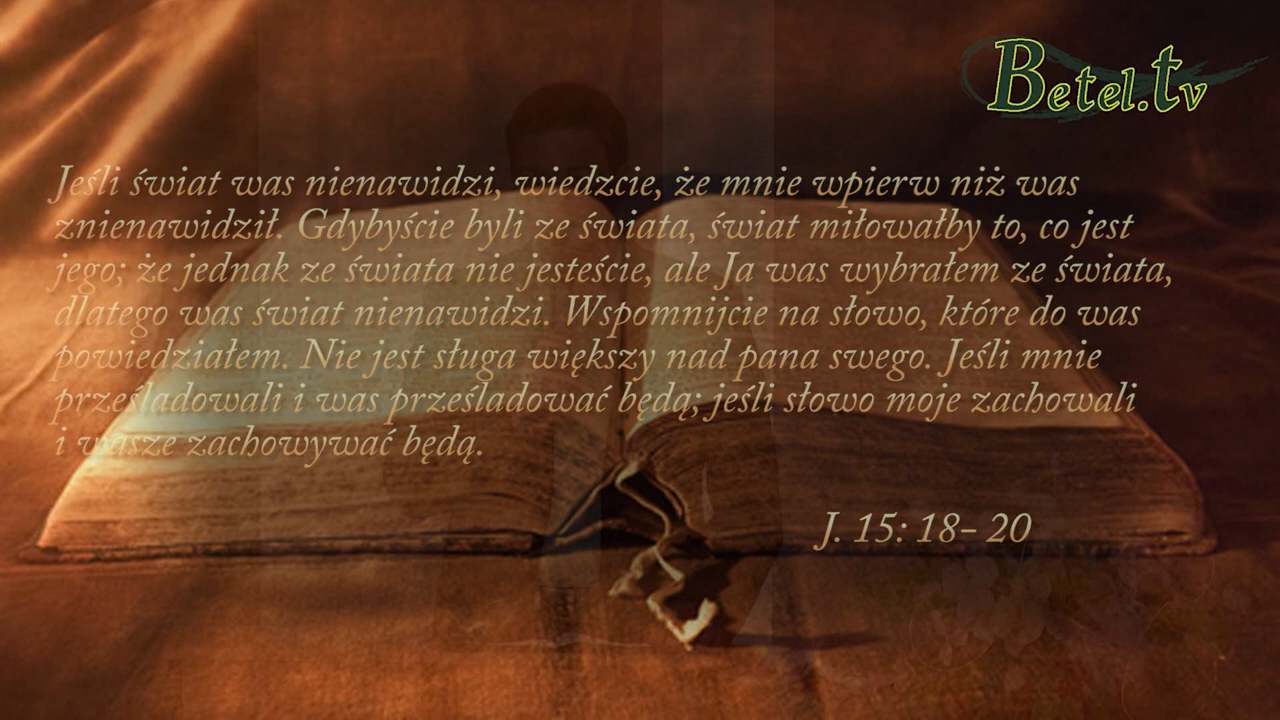 Betel.tv
Jeśli świat was nienawidzi, wiedzcie, że mnie wpierw niż was
znienawidził. Gdybyście byli ze świata, świat miłowałby to, co jest
jego; że jednak ze świata nie jesteście, ale Ja was wybrałem ze świata,
dlatego was świat nienawidzi. Wspomnijcie na słowo, które do was
powiedziałem. Nie jest sługa większy nad pana swego. Jeśli mnie
prześladowali i was prześladować będą; jeśli słowo moje zachowali
i wasze zachowywać będą.
J. 15: 18- 20